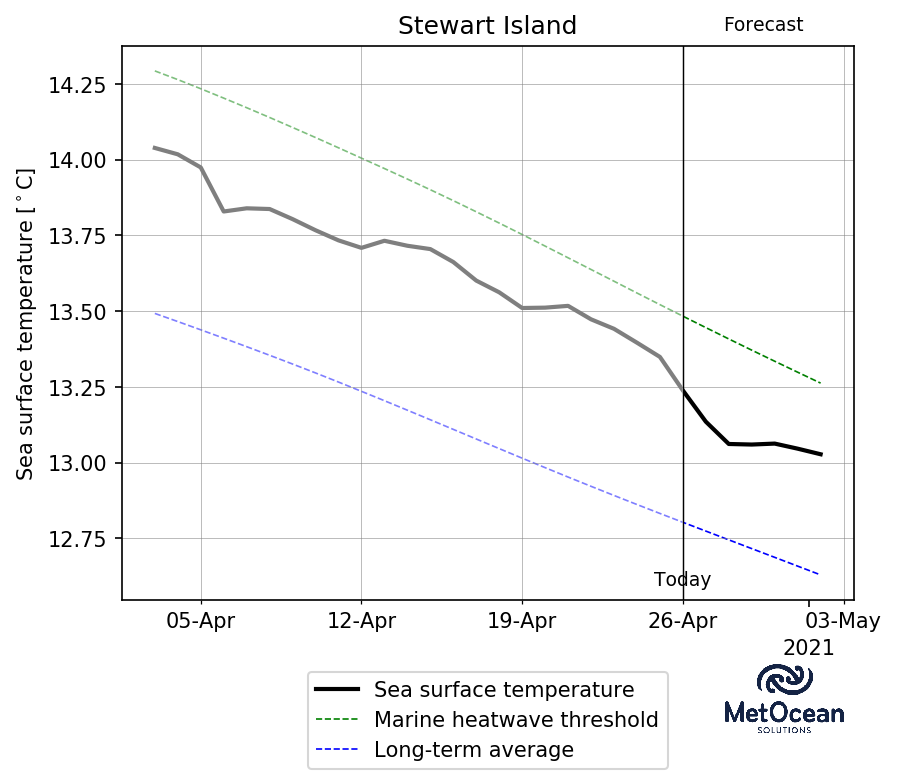 Stewart Island
Forecast
Sea surface temperature [°C]
14.25
14.00
13.75
13.50
13.25
13.00
12.75
Today
05-Apr
12-Apr
19-Apr
26-Apr
03-May
2021
Sea surface temperature
Marine heatwave threshold
Long-term average
MetOcean
SOLUTIONS